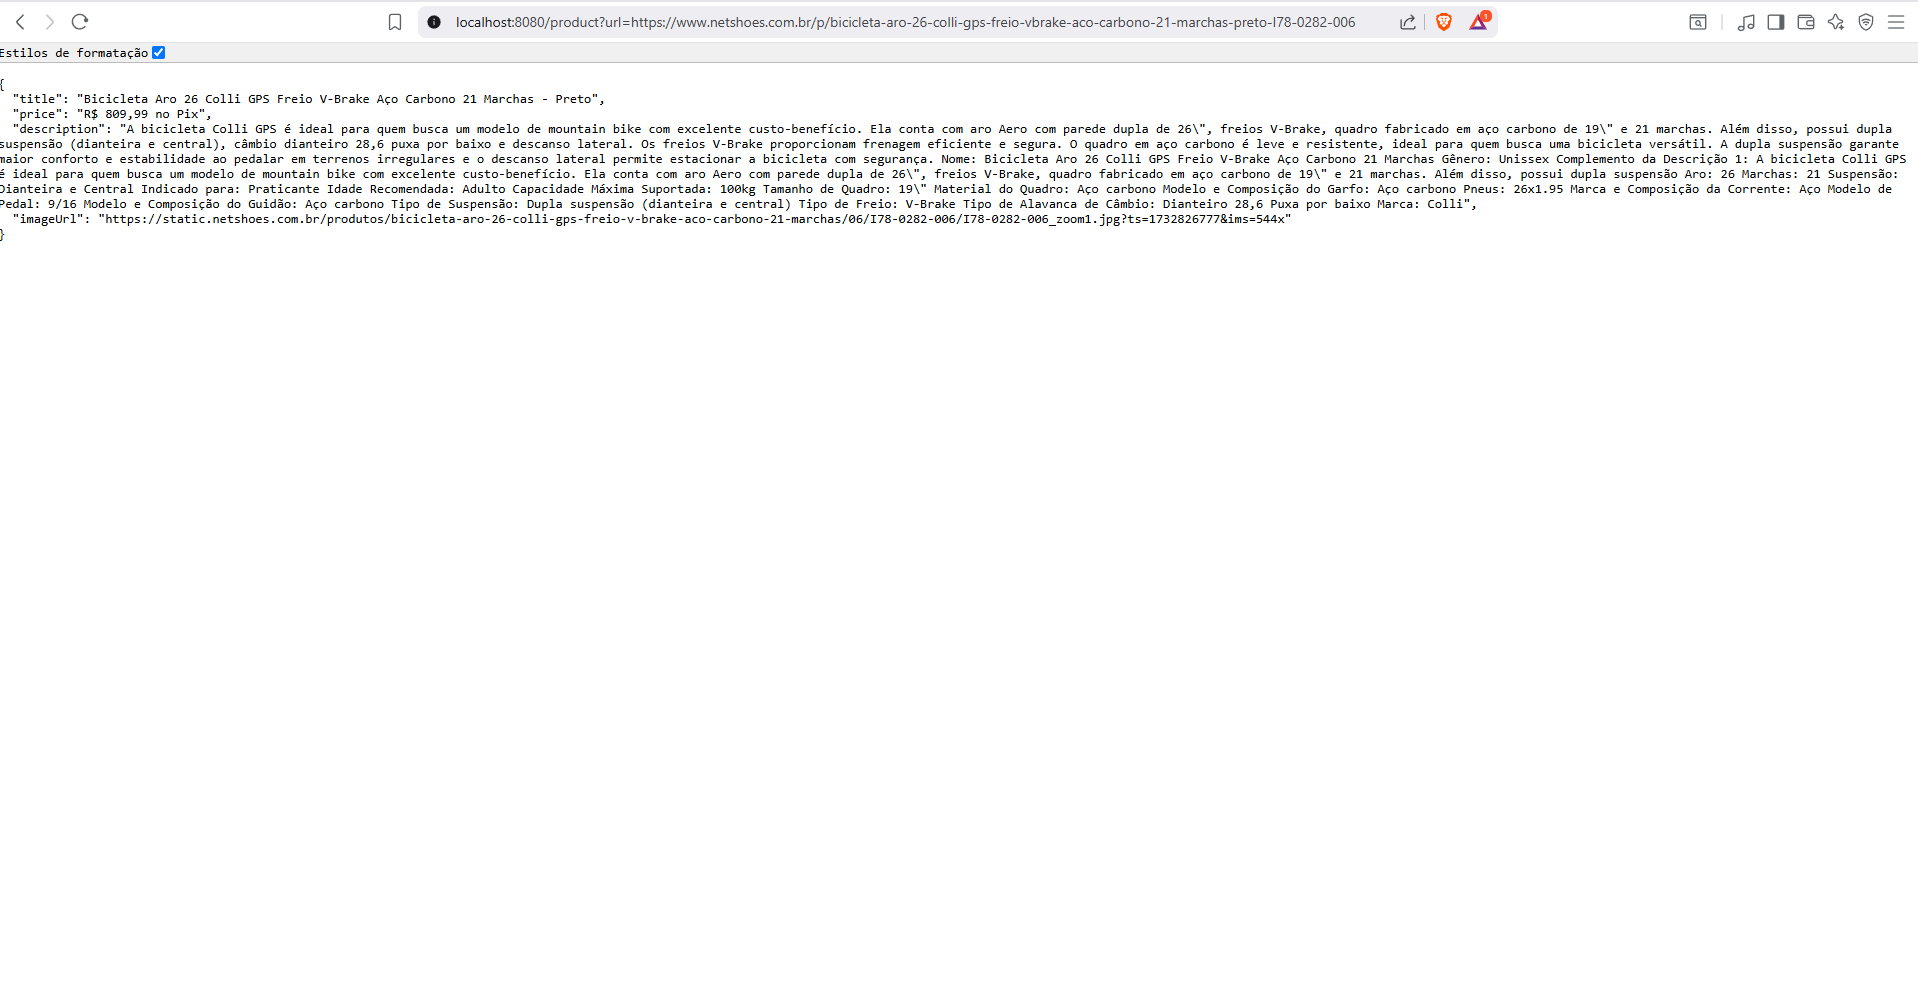 localhost:8080/product?url=https://www.netshoes.com.br/p/bicicleta-aro-26-colli-gps-freio-vbrake-aco-carbono-21-marchas-preto-I78-0282-006
1
Estilos de formatação
{
"title": "Bicicleta Aro 26 Colli GPS Freio V-Brake Aço Carbono 21 Marchas - Preto",
"price": "R$ 809,99 no Pix",
"description": "A bicicleta Colli GPS é ideal para quem busca um modelo de mountain bike com excelente custo-benefício. Ela conta com aro Aero com parede dupla de 26\", freios V-Brake, quadro fabricado em aço carbono de 19\" e 21 marchas. Além disso, possui dupla
suspensão (dianteira e central), câmbio dianteiro 28,6 puxa por baixo e descanso lateral. Os freios V-Brake proporcionam frenagem eficiente e segura. O quadro em aço carbono é leve e resistente, ideal para quem busca uma bicicleta versátil. A dupla suspensão garante
maior conforto e estabilidade ao pedalar em terrenos irregulares e o descanso lateral permite estacionar a bicicleta com segurança. Nome: Bicicleta Aro 26 Colli GPS Freio V-Brake Aço Carbono 21 Marchas Gênero: Unissex Complemento da Descrição 1: A bicicleta Colli GPS
é ideal para quem busca um modelo de mountain bike com excelente custo-benefício. Ela conta com aro Aero com parede dupla de 26\", freios V-Brake, quadro fabricado em aço carbono de 19\" e 21 marchas. Além disso, possui dupla suspensão Aro: 26 Marchas: 21 Suspensão:
Dianteira e Central Indicado para: Praticante Idade Recomendada: Adulto Capacidade Máxima Suportada: 100kg Tamanho de Quadro: 19\" Material do Quadro: Aço carbono Modelo e Composição do Garfo: Aço carbono Pneus: 26x1.95 Marca e Composição da Corrente: Aço Modelo de
Pedal: 9/16 Modelo e Composição do Guidão: Aço carbono Tipo de Suspensão: Dupla suspensão (dianteira e central) Tipo de Freio: V-Brake Tipo de Alavanca de Câmbio: Dianteiro 28,6 Puxa por baixo Marca: Colli",
"imageUrl": "https://static.netshoes.com.br/produtos/bicicleta-aro-26-colli-gps-freio-v-brake-aco-carbono-21-marchas/06/I78-0282-006/I78-0282-006_zoom1.jpg?ts=1732826777&ims=544x"
}